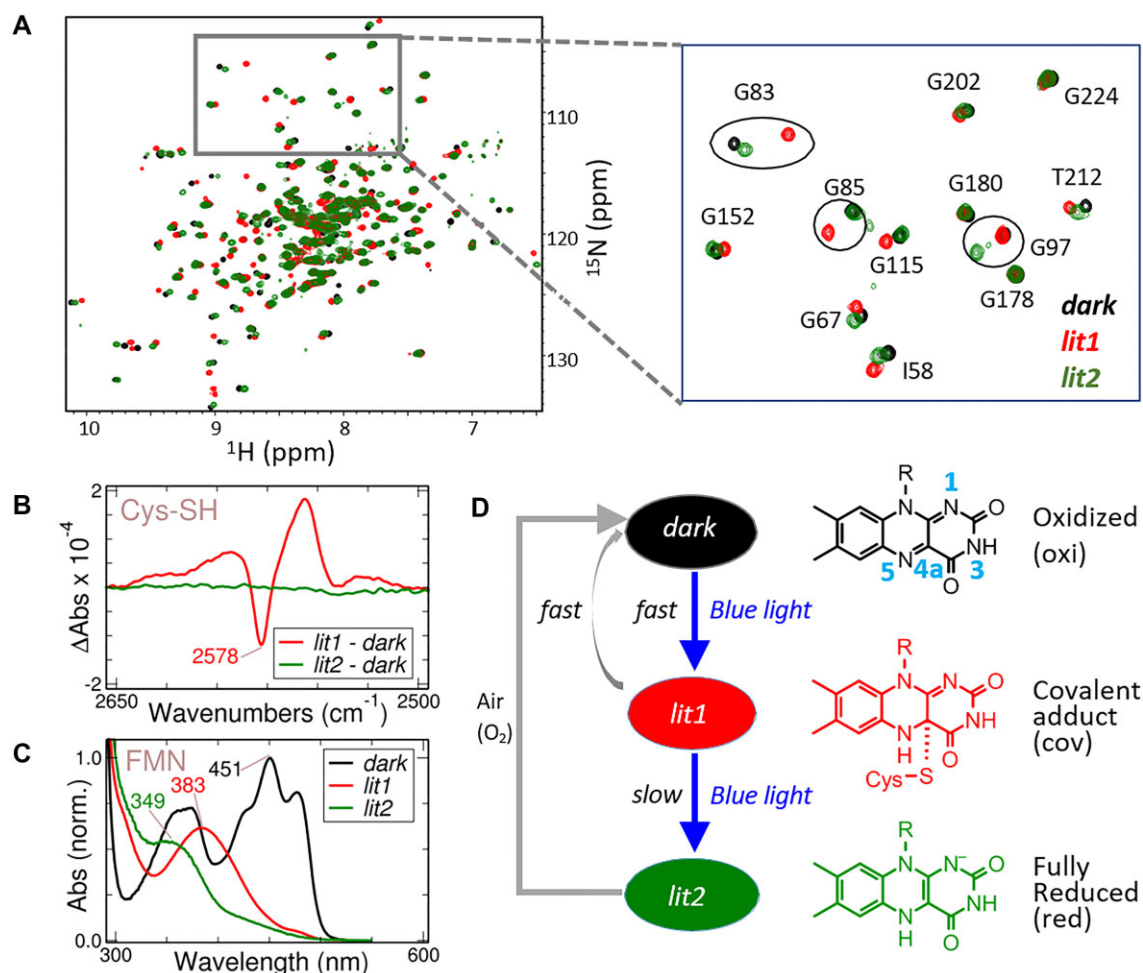 A
110
120
130
15N (ppm)
10
9
8
7
1H (ppm)
G83
G202
G224
G85
G180
T212
G152
G115
G97
G67
G178
I58
dark
lit1
lit2
B
Cys-SH
2
-2
ΔAbs x 10-4
2578
lit1 - dark
lit2 - dark
2650
2500
Wavenumbers (cm-1)
C
FMN
1.0
0.0
Abs (norm.)
349
383
451
dark
lit1
lit2
300
600
Wavelength (nm)
D
dark
fast
fast
Blue light
Air
(O2)
lit1
slow
Blue light
lit2
R
N
1
N
O
N
5
4a
NH
3
O
Oxidized
(oxi)
R
N
N
O
N
H
NH
O
Cys-S
Covalent
adduct
(cov)
R
N
N−
O
N
H
NH
O
Fully
Reduced
(red)